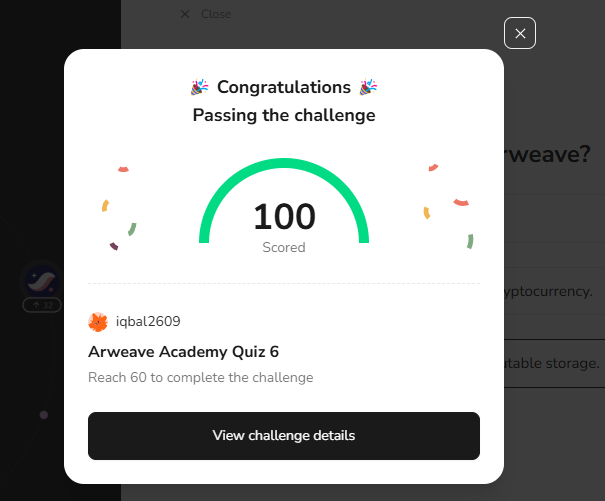 Close
Congratulations
Passing the challenge
rweave?
100
Scored
yptocurrency.
32
iqbal2609
Arweave Academy Quiz 6
utable storage.
Reach 60 to complete the challenge
View challenge details